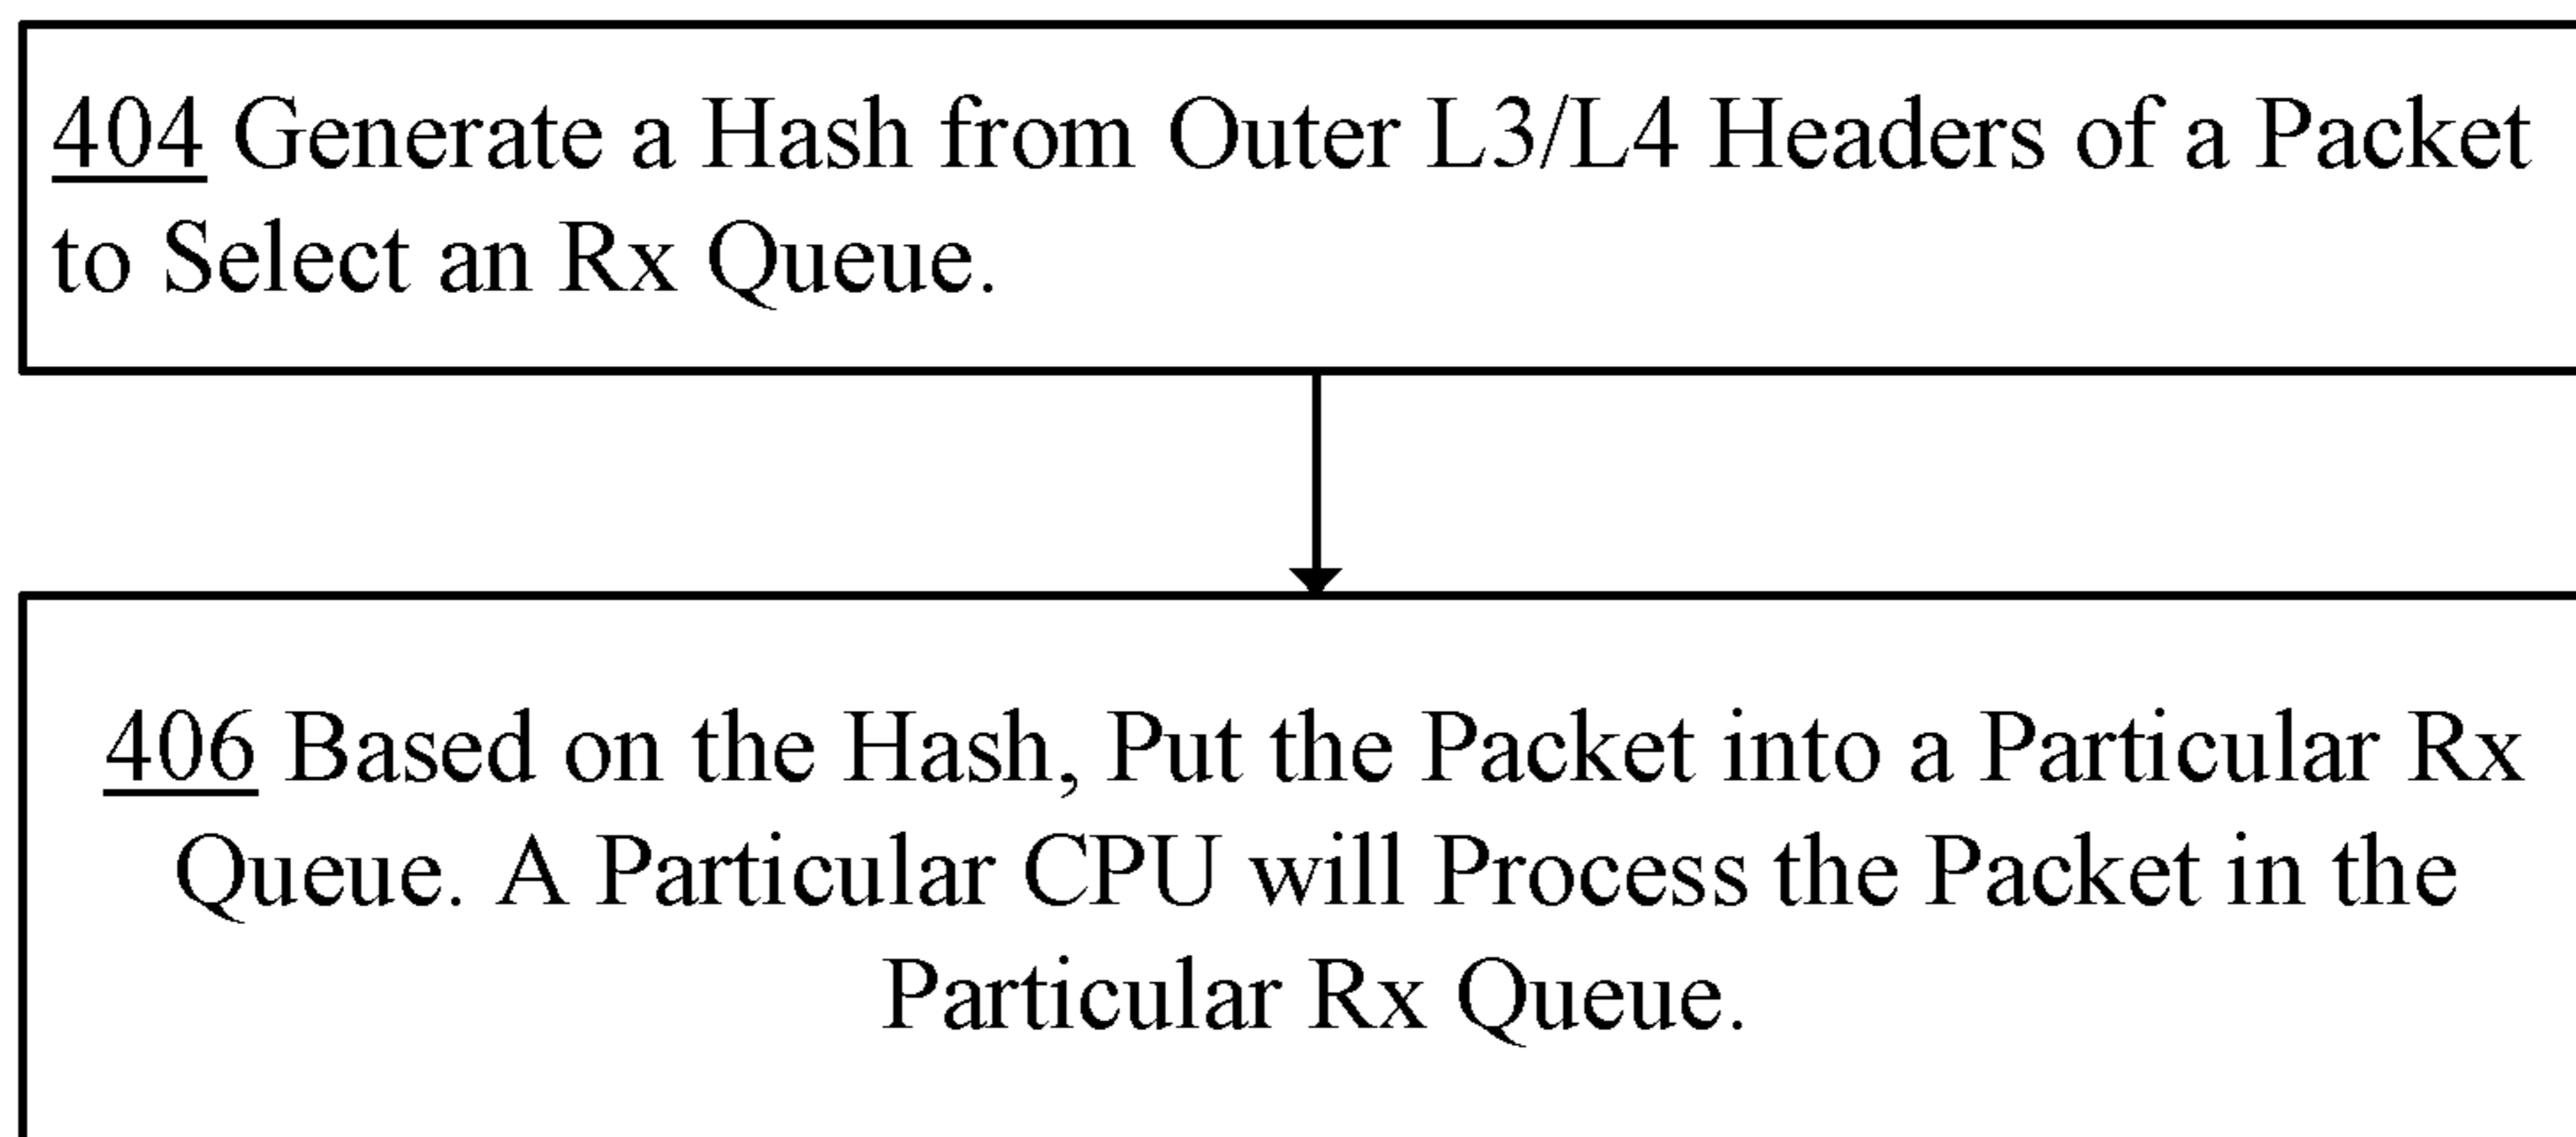 404 Generate a Hash from Outer L3/L4 Headers of a Packet
to Select an Rx Queue.
406 Based on the Hash, Put the Packet into a Particular Rx
Queue. A Particular CPU will Process the Packet in the
Particular Rx Queue.